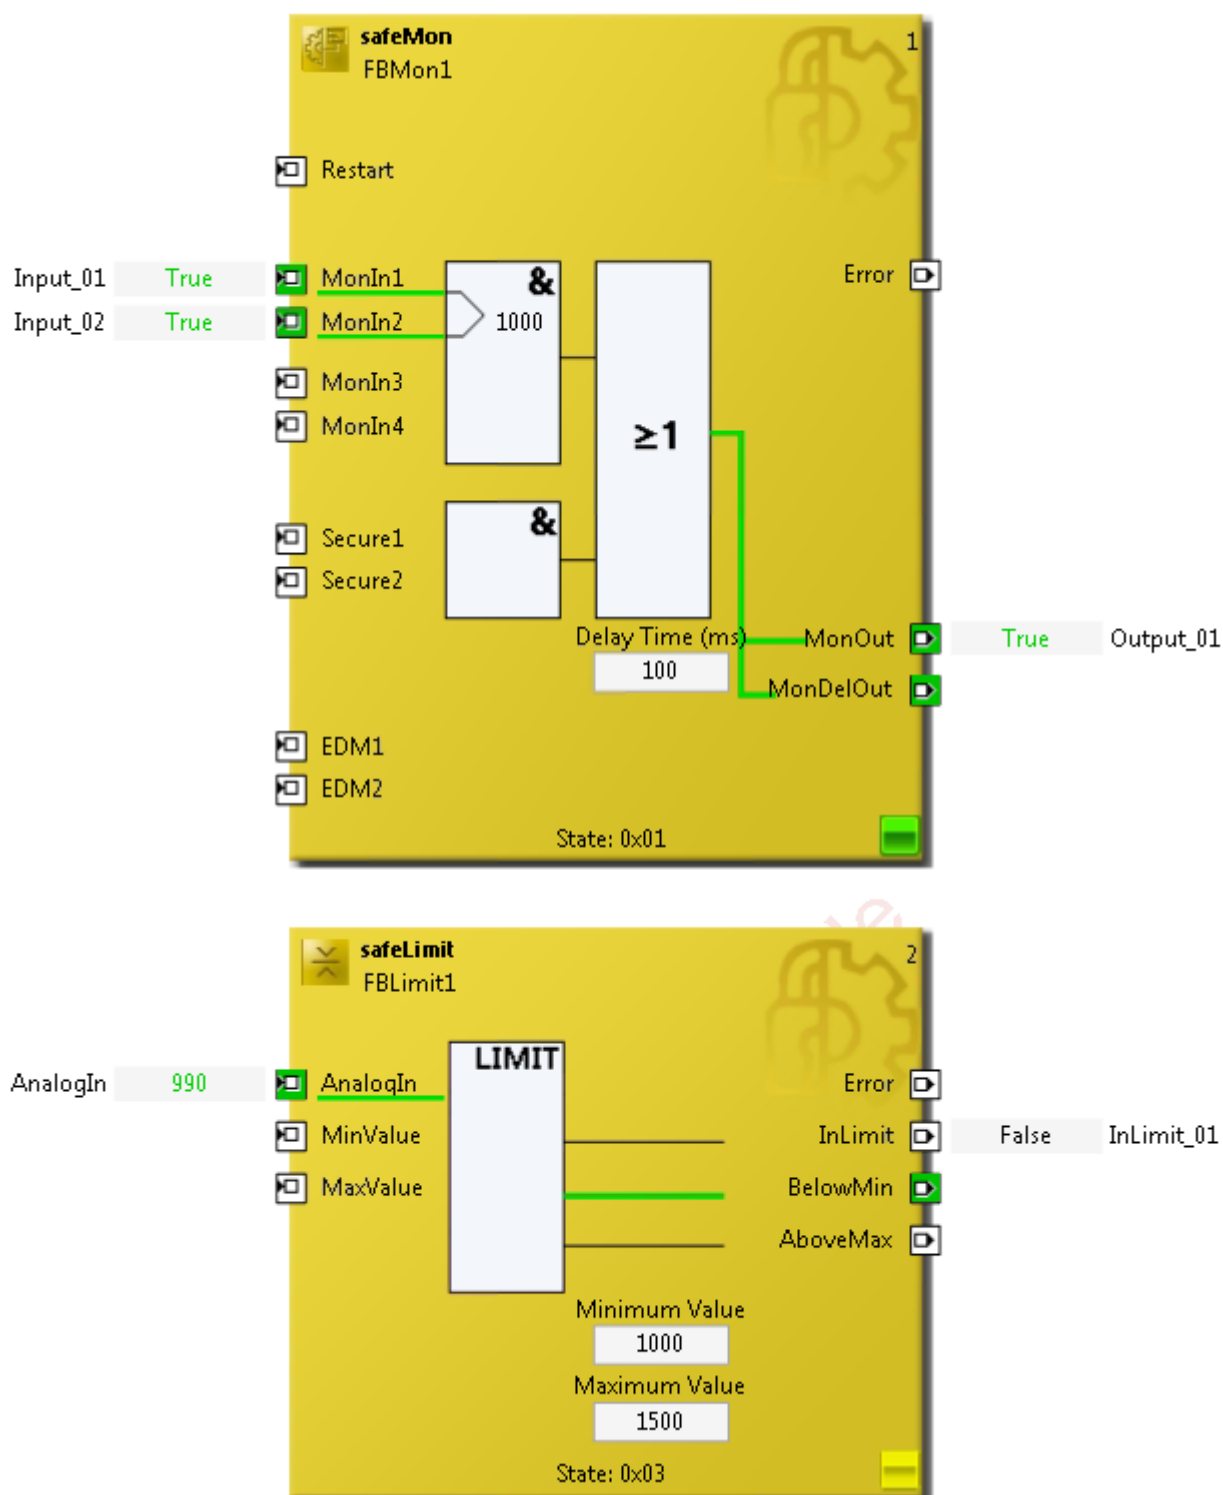 safeMon
1
FBMon1
Restart
Input_01 True MonIn1 & Error
Input_02 True MonIn2 1000
MonIn3
MonIn4
≥1
Secure1 &
Secure2
Delay Time (ms)
100
MonOut True Output_01
MonDelOut
EDM1
EDM2
State: 0x01
safeLimit
2
FBLimit1
LIMIT
AnalogIn 990 AnalogIn Error
MinValue InLimit False InLimit_01
MaxValue BelowMin
AboveMax
Minimum Value
1000
Maximum Value
1500
State: 0x03